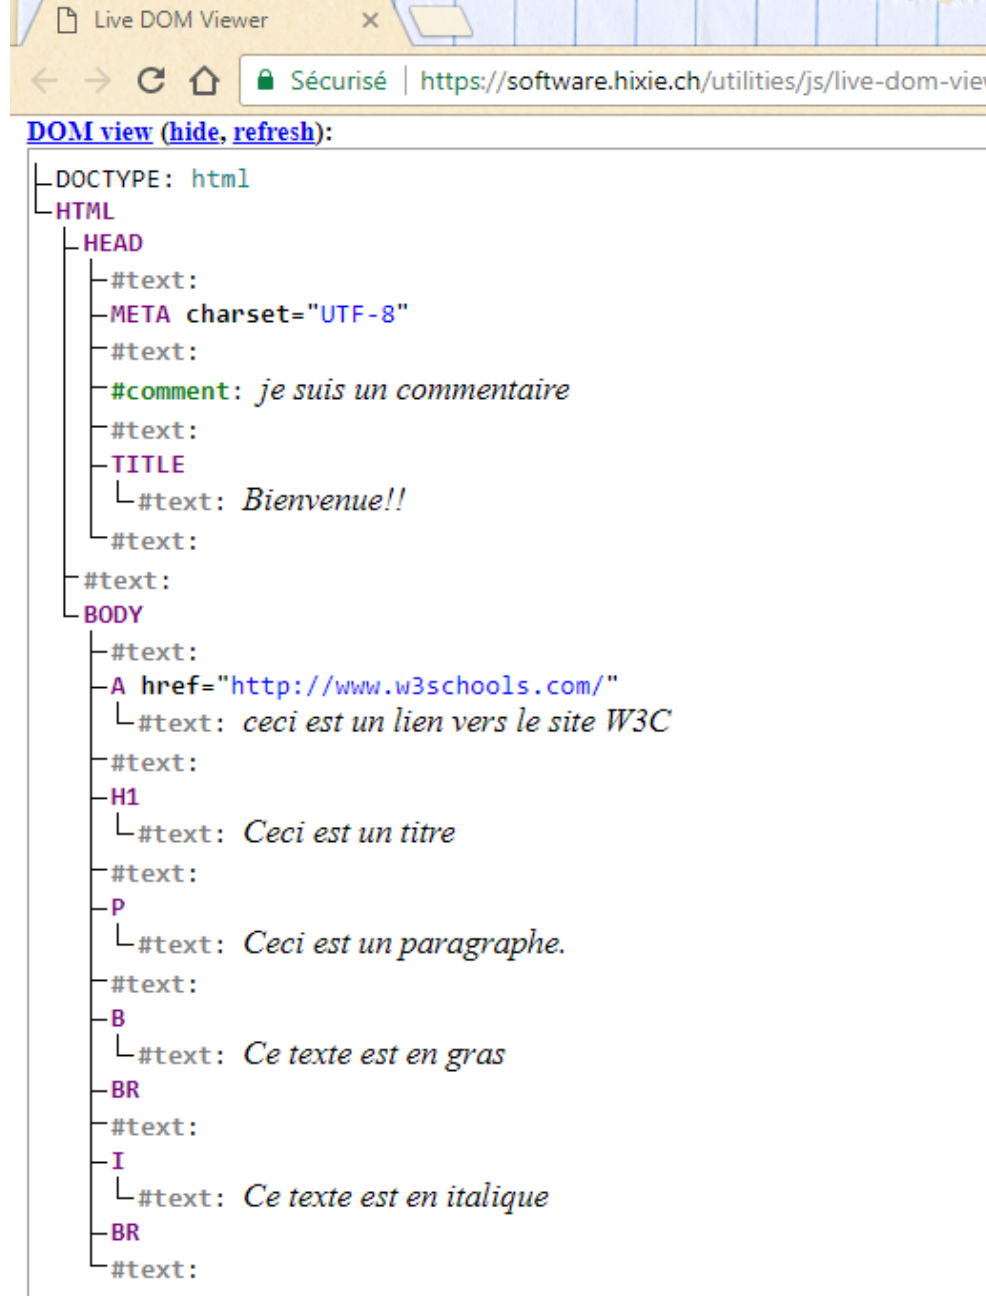 Live DOM Viewer
Sécurisé | https://software.hixie.ch/utilities/js/live-dom-vie
DOM view (hide, refresh):
DOCTYPE: html
HTML
HEAD
#text:
META charset="UTF-8"
#text:
#comment: je suis un commentaire
#text:
TITLE
#text: Bienvenue!!
#text:
#text:
BODY
#text:
A href="http://www.w3schools.com/"
#text: ceci est un lien vers le site W3C
#text:
H1
#text: Ceci est un titre
#text:
P
#text: Ceci est un paragraphe.
#text:
B
#text: Ce texte est en gras
BR
#text:
I
#text: Ce texte est en italique
BR
#text: